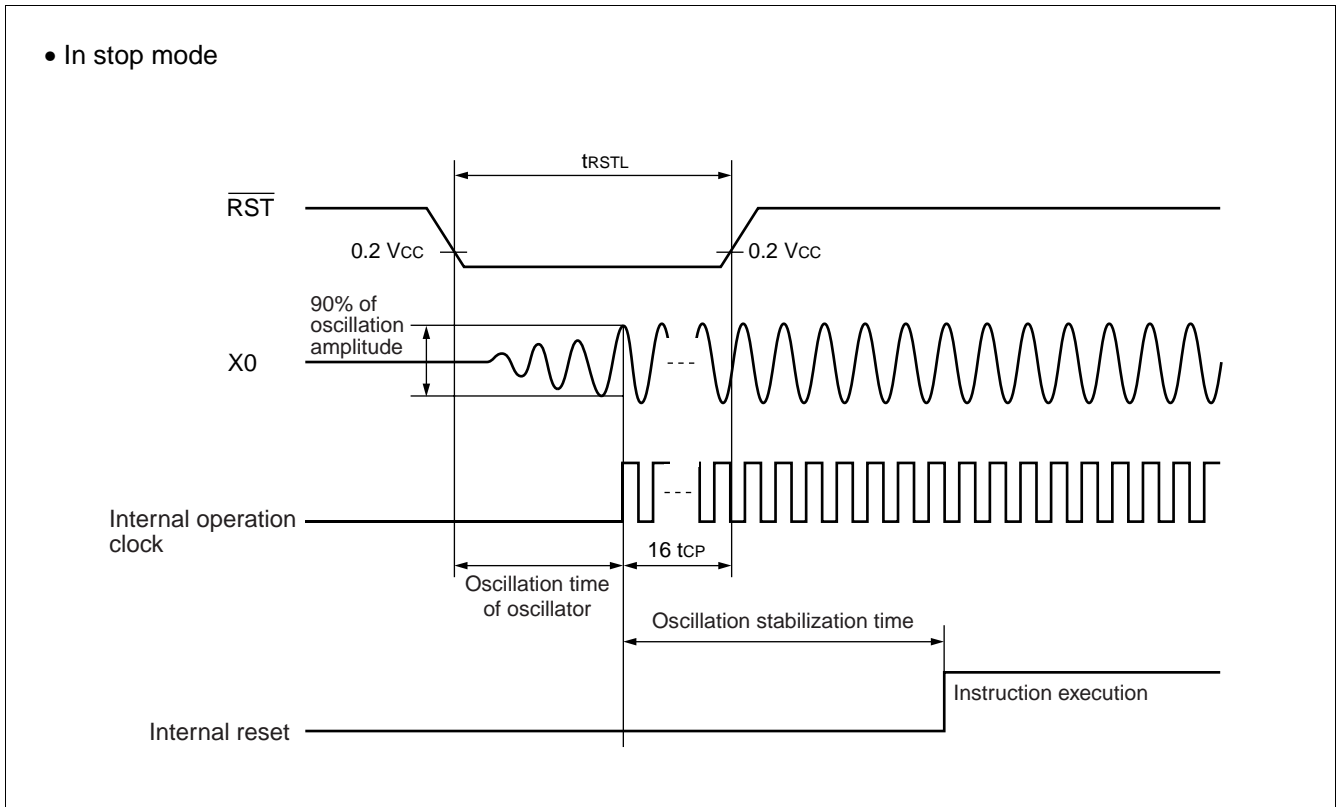 • In stop mode
tRSTL
RST
0.2 VCC
0.2 VCC
90% of
oscillation
amplitude
X0
Internal operation
clock
16 tCP
Oscillation time
of oscillator
Oscillation stabilization time
Instruction execution
Internal reset